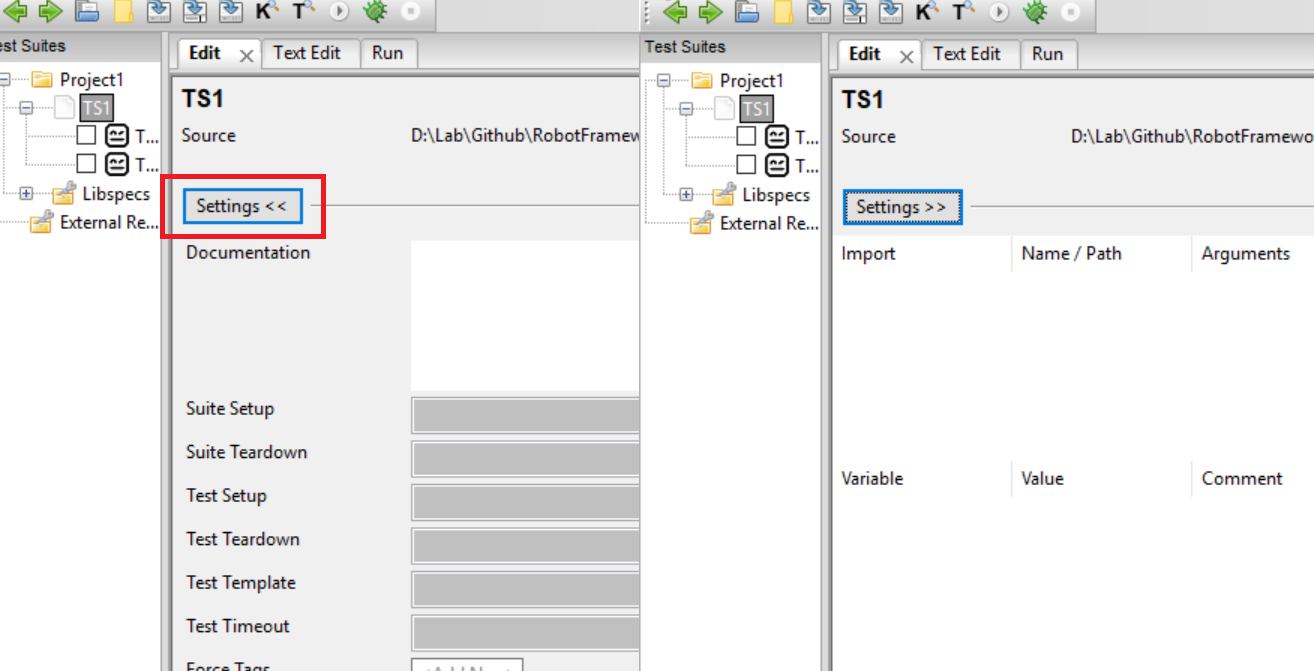 est Suites
Project1
TS1
T...
T...
Libspecs
External Re...
Edit
Text Edit
Run
TS1
Source
D:\Lab\Github\RobotFramew
Settings <<
Documentation
Suite Setup
Suite Teardown
Test Setup
Test Teardown
Test Template
Test Timeout
Force Tags
K
T
Test Suites
Project1
TS1
T...
T...
Libspecs
External Re...
Edit
Text Edit
Run
TS1
Source
D:\Lab\Github\RobotFramewo
Settings >>
Import
Name / Path
Arguments
Variable
Value
Comment
K
T